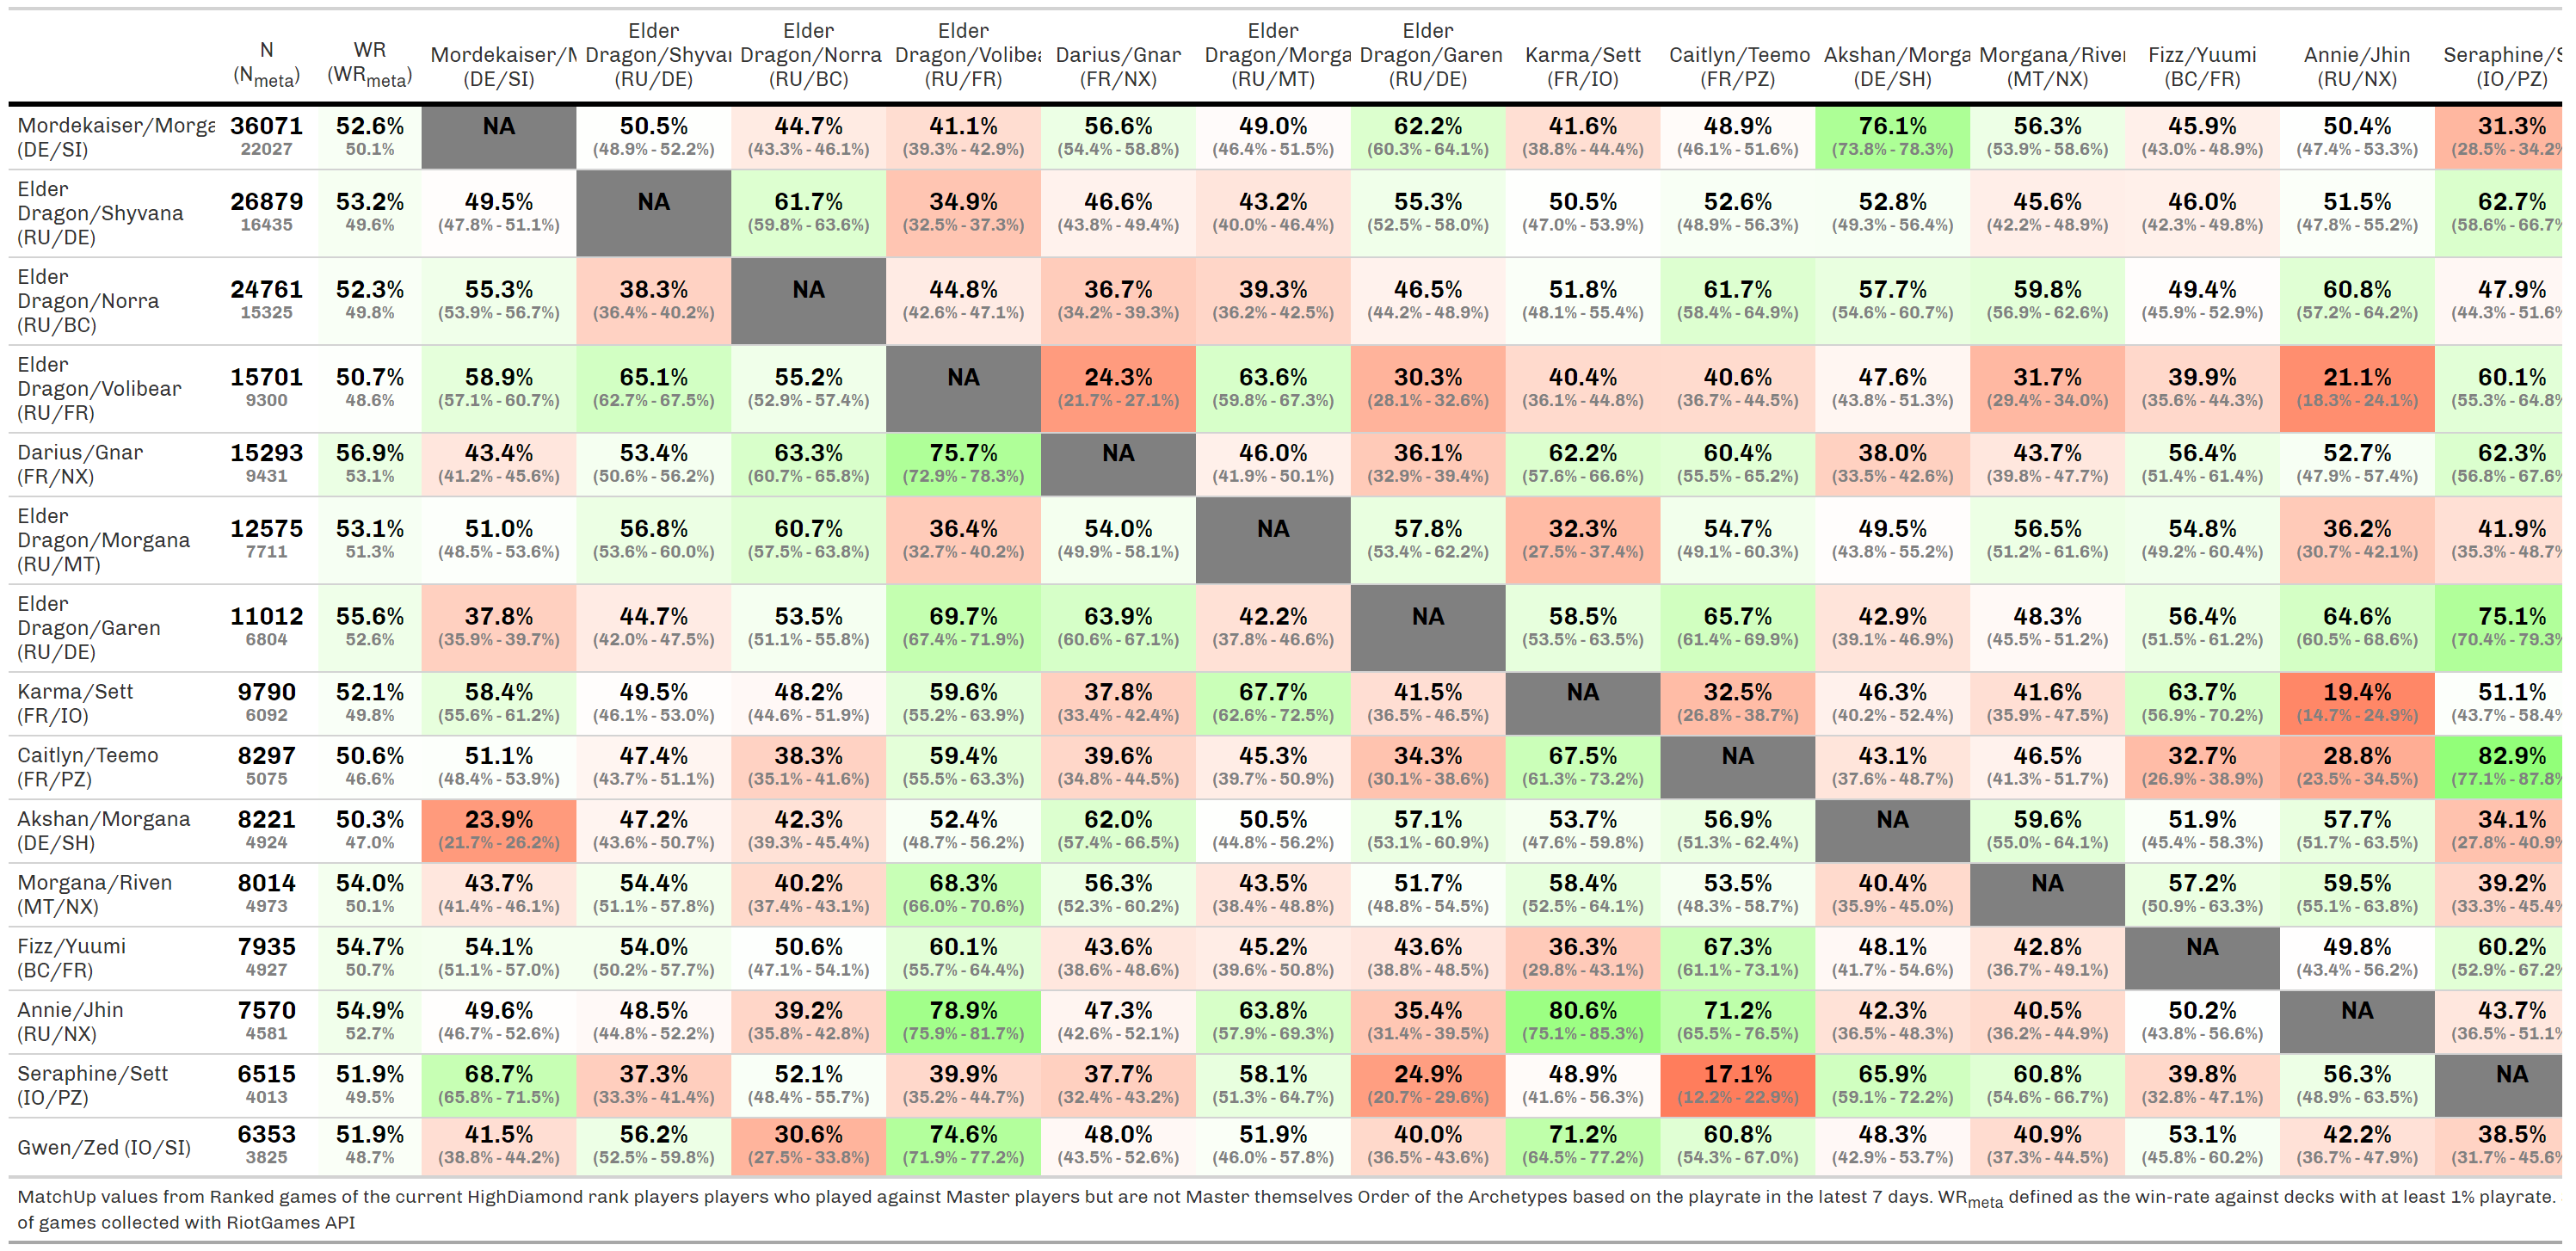 N (Nmeta) WR (WRmeta) Mordekaiser/M (DE/SI) Elder Dragon/Shyvan (RU/DE) Elder Dragon/Norra (RU/BC) Elder Dragon/Volibea (RU/FR) Darius/Gnar (FR/NX) Elder Dragon/Morga (RU/MT) Elder Dragon/Garen (RU/DE) Karma/Sett (FR/IO) Caitlyn/Teemo (FR/PZ) Akshan/Morga (DE/SH) Morgana/Riven (MT/NX) Fizz/Yuumi (BC/FR) Annie/Jhin (RU/NX) Seraphine/S (IO/PZ)
Mordekaiser/Morga 36071 52.6% NA 50.5% 44.7% 41.1% 56.6% 49.0% 62.2% 41.6% 48.9% 76.1% 56.3% 45.9% 50.4% 31.3%
(DE/SI) 22027 50.1% (48.9% - 52.2%) (43.3% - 46.1%) (39.3% - 42.9%) (54.4% - 58.8%) (46.4% - 51.5%) (60.3% - 64.1%) (38.8% - 44.4%) (46.1% - 51.6%) (73.8% - 78.3%) (53.9% - 58.6%) (43.0% - 48.9%) (47.4% - 53.3%) (28.5% - 34.2%
Elder
Dragon/Shyvana 26879 53.2% 49.5% NA 61.7% 34.9% 46.6% 43.2% 55.3% 50.5% 52.6% 52.8% 45.6% 46.0% 51.5% 62.7%
(RU/DE) 16435 49.6% (47.8% - 51.1%) (59.8% - 63.6%) (32.5% - 37.3%) (43.8% - 49.4%) (40.0% - 46.4%) (52.5% - 58.0%) (47.0% - 53.9%) (48.9% - 56.3%) (49.3% - 56.4%) (42.2% - 48.9%) (42.3% - 49.8%) (47.8% - 55.2%) (58.6% - 66.7%
Elder
Dragon/Norra 24761 52.3% 55.3% 38.3% NA 44.8% 36.7% 39.3% 46.5% 51.8% 61.7% 57.7% 59.8% 49.4% 60.8% 47.9%
(RU/BC) 15325 49.8% (53.9% - 56.7%) (36.4% - 40.2%) (42.6% - 47.1%) (34.2% - 39.3%) (36.2% - 42.5%) (44.2% - 48.9%) (48.1% - 55.4%) (58.4% - 64.9%) (54.6% - 60.7%) (56.9% - 62.6%) (45.9% - 52.9%) (57.2% - 64.2%) (44.3% - 51.6%
Elder
Dragon/Volibear 15701 50.7% 58.9% 65.1% 55.2% NA 24.3% 63.6% 30.3% 40.4% 40.6% 47.6% 31.7% 39.9% 21.1% 60.1%
(RU/FR) 9300 48.6% (57.1% - 60.7%) (62.7% - 67.5%) (52.9% - 57.4%) (21.7% - 27.1%) (59.8% - 67.3%) (28.1% - 32.6%) (36.1% - 44.8%) (36.7% - 44.5%) (43.8% - 51.3%) (29.4% - 34.0%) (35.6% - 44.3%) (18.3% - 24.1%) (55.3% - 64.8%
Darius/Gnar 15293 56.9% 43.4% 53.4% 63.3% 75.7% NA 46.0% 36.1% 62.2% 60.4% 38.0% 43.7% 56.4% 52.7% 62.3%
(FR/NX) 9431 53.1% (41.2% - 45.6%) (50.6% - 56.2%) (60.7% - 65.8%) (72.9% - 78.3%) (41.9% - 50.1%) (32.9% - 39.4%) (57.6% - 66.6%) (55.5% - 65.2%) (33.5% - 42.6%) (39.8% - 47.7%) (51.4% - 61.4%) (47.9% - 57.4%) (56.8% - 67.6%
Elder
Dragon/Morgana 12575 53.1% 51.0% 56.8% 60.7% 36.4% 54.0% NA 57.8% 32.3% 54.7% 49.5% 56.5% 54.8% 36.2% 41.9%
(RU/MT) 7711 51.3% (48.5% - 53.6%) (53.6% - 60.0%) (57.5% - 63.8%) (32.7% - 40.2%) (49.9% - 58.1%) (53.4% - 62.2%) (27.5% - 37.4%) (49.1% - 60.3%) (43.8% - 55.2%) (51.2% - 61.6%) (49.2% - 60.4%) (30.7% - 42.1%) (35.3% - 48.7%
Elder
Dragon/Garen 11012 55.6% 37.8% 44.7% 53.5% 69.7% 63.9% 42.2% NA 58.5% 65.7% 42.9% 48.3% 56.4% 64.6% 75.1%
(RU/DE) 6804 52.6% (35.9% - 39.7%) (42.0% - 47.5%) (51.1% - 55.8%) (67.4% - 71.9%) (60.6% - 67.1%) (37.8% - 46.6%) (53.5% - 63.5%) (61.4% - 69.9%) (39.1% - 46.9%) (45.5% - 51.2%) (51.5% - 61.2%) (60.5% - 68.6%) (70.4% - 79.3%
Karma/Sett 9790 52.1% 58.4% 49.5% 48.2% 59.6% 37.8% 67.7% 41.5% NA 32.5% 46.3% 41.6% 63.7% 19.4% 51.1%
(FR/IO) 6092 49.8% (55.6% - 61.2%) (46.1% - 53.0%) (44.6% - 51.9%) (55.2% - 63.9%) (33.4% - 42.4%) (62.6% - 72.5%) (36.5% - 46.5%) (26.8% - 38.7%) (40.2% - 52.4%) (35.9% - 47.5%) (56.9% - 70.2%) (14.7% - 24.9%) (43.7% - 58.4%
Caitlyn/Teemo 8297 50.6% 51.1% 47.4% 38.3% 59.4% 39.6% 45.3% 34.3% 67.5% NA 43.1% 46.5% 32.7% 28.8% 82.9%
(FR/PZ) 5075 46.6% (48.4% - 53.9%) (43.7% - 51.1%) (35.1% - 41.6%) (55.5% - 63.3%) (34.8% - 44.5%) (39.7% - 50.9%) (30.1% - 38.6%) (61.3% - 73.2%) (37.6% - 48.7%) (41.3% - 51.7%) (26.9% - 38.9%) (23.5% - 34.5%) (77.1% - 87.8%
Akshan/Morgana 8221 50.3% 23.9% 47.2% 42.3% 52.4% 62.0% 50.5% 57.1% 53.7% 56.9% NA 59.6% 51.9% 57.7% 34.1%
(DE/SH) 4924 47.0% (21.7% - 26.2%) (43.6% - 50.7%) (39.3% - 45.4%) (48.7% - 56.2%) (57.4% - 66.5%) (44.8% - 56.2%) (53.1% - 60.9%) (47.6% - 59.8%) (51.3% - 62.4%) (55.0% - 64.1%) (45.4% - 58.3%) (51.7% - 63.5%) (27.8% - 40.9%
Morgana/Riven 8014 54.0% 43.7% 54.4% 40.2% 68.3% 56.3% 43.5% 51.7% 58.4% 53.5% 40.4% NA 57.2% 59.5% 39.2%
(MT/NX) 4973 50.1% (41.4% - 46.1%) (51.1% - 57.8%) (37.4% - 43.1%) (66.0% - 70.6%) (52.3% - 60.2%) (38.4% - 48.8%) (48.8% - 54.5%) (52.5% - 64.1%) (48.3% - 58.7%) (35.9% - 45.0%) (50.9% - 63.3%) (55.1% - 63.8%) (33.3% - 45.4%
Fizz/Yuumi 7935 54.7% 54.1% 54.0% 50.6% 60.1% 43.6% 45.2% 43.6% 36.3% 67.3% 48.1% 42.8% NA 49.8% 60.2%
(BC/FR) 4927 50.7% (51.1% - 57.0%) (50.2% - 57.7%) (47.1% - 54.1%) (55.7% - 64.4%) (38.6% - 48.6%) (39.6% - 50.8%) (38.8% - 48.5%) (29.8% - 43.1%) (61.1% - 73.1%) (41.7% - 54.6%) (36.7% - 49.1%) (43.4% - 56.2%) (52.9% - 67.2%
Annie/Jhin 7570 54.9% 49.6% 48.5% 39.2% 78.9% 47.3% 63.8% 35.4% 80.6% 71.2% 42.3% 40.5% 50.2% NA 43.7%
(RU/NX) 4581 52.7% (46.7% - 52.6%) (44.8% - 52.2%) (35.8% - 42.8%) (75.9% - 81.7%) (42.6% - 52.1%) (57.9% - 69.3%) (31.4% - 39.5%) (75.1% - 85.3%) (65.5% - 76.5%) (36.5% - 48.3%) (36.2% - 44.9%) (43.8% - 56.6%) (36.5% - 51.1%
Seraphine/Sett 6515 51.9% 68.7% 37.3% 52.1% 39.9% 37.7% 58.1% 24.9% 48.9% 17.1% 65.9% 60.8% 39.8% 56.3% NA
(IO/PZ) 4013 49.5% (65.8% - 71.5%) (33.3% - 41.4%) (48.4% - 55.7%) (35.2% - 44.7%) (32.4% - 43.2%) (51.3% - 64.7%) (20.7% - 29.6%) (41.6% - 56.3%) (12.2% - 22.9%) (59.1% - 72.2%) (54.6% - 66.7%) (32.8% - 47.1%) (48.9% - 63.5%)
Gwen/Zed (IO/SI) 6353 51.9% 41.5% 56.2% 30.6% 74.6% 48.0% 51.9% 40.0% 71.2% 60.8% 48.3% 40.9% 53.1% 42.2% 38.5%
3825 48.7% (38.8% - 44.2%) (52.5% - 59.8%) (27.5% - 33.8%) (71.9% - 77.2%) (43.5% - 52.6%) (46.0% - 57.8%) (36.5% - 43.6%) (64.5% - 77.2%) (54.3% - 67.0%) (42.9% - 53.7%) (37.3% - 44.5%) (45.8% - 60.2%) (36.7% - 47.9%) (31.7% - 45.6%
MatchUp values from Ranked games of the current HighDiamond rank players players who played against Master players but are not Master themselves Order of the Archetypes based on the playrate in the latest 7 days. WRmeta defined as the win-rate against decks with at least 1% playrate.
of games collected with RiotGames API